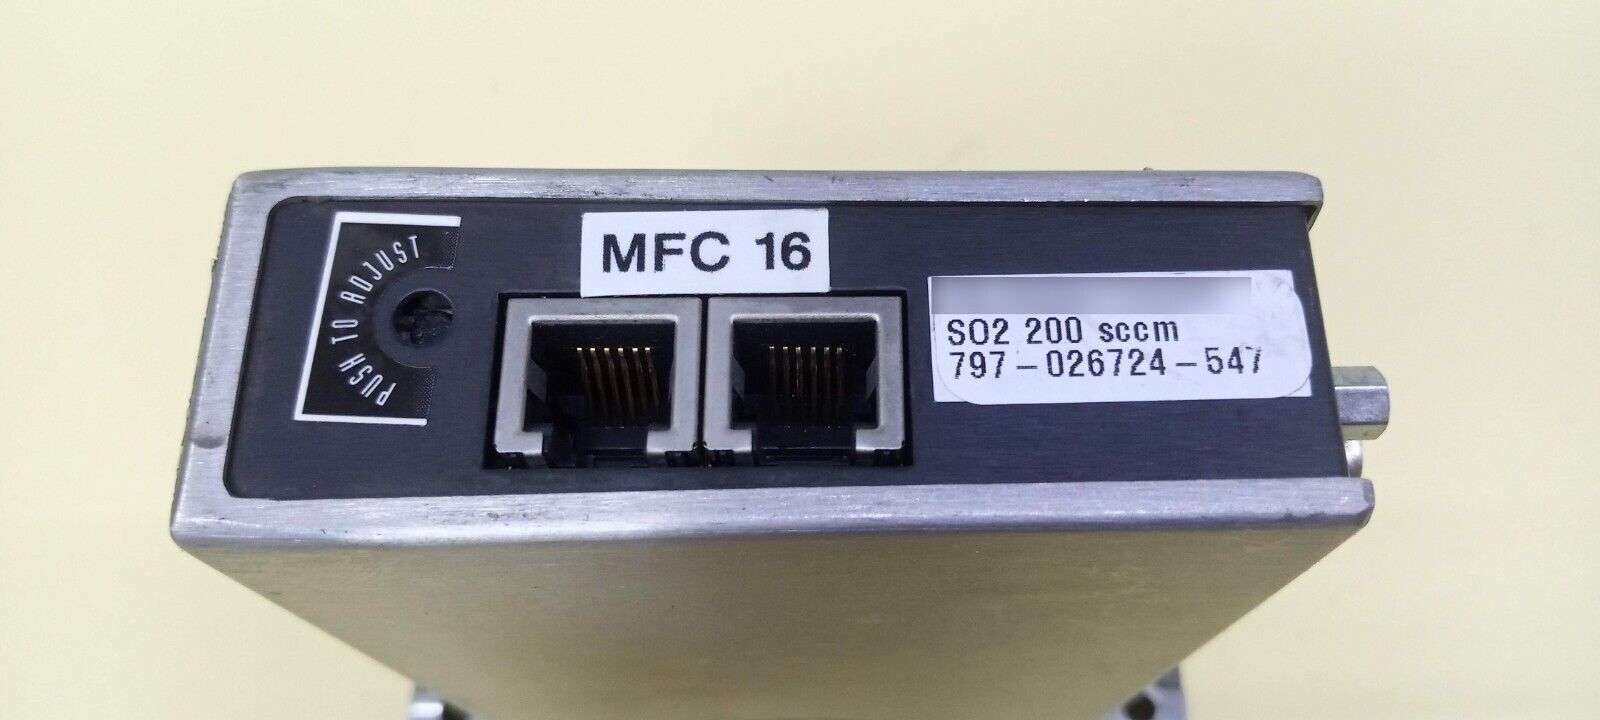 PUSH TO ADJUST
MFC 16
SO2 200 sccm
797-026724-547